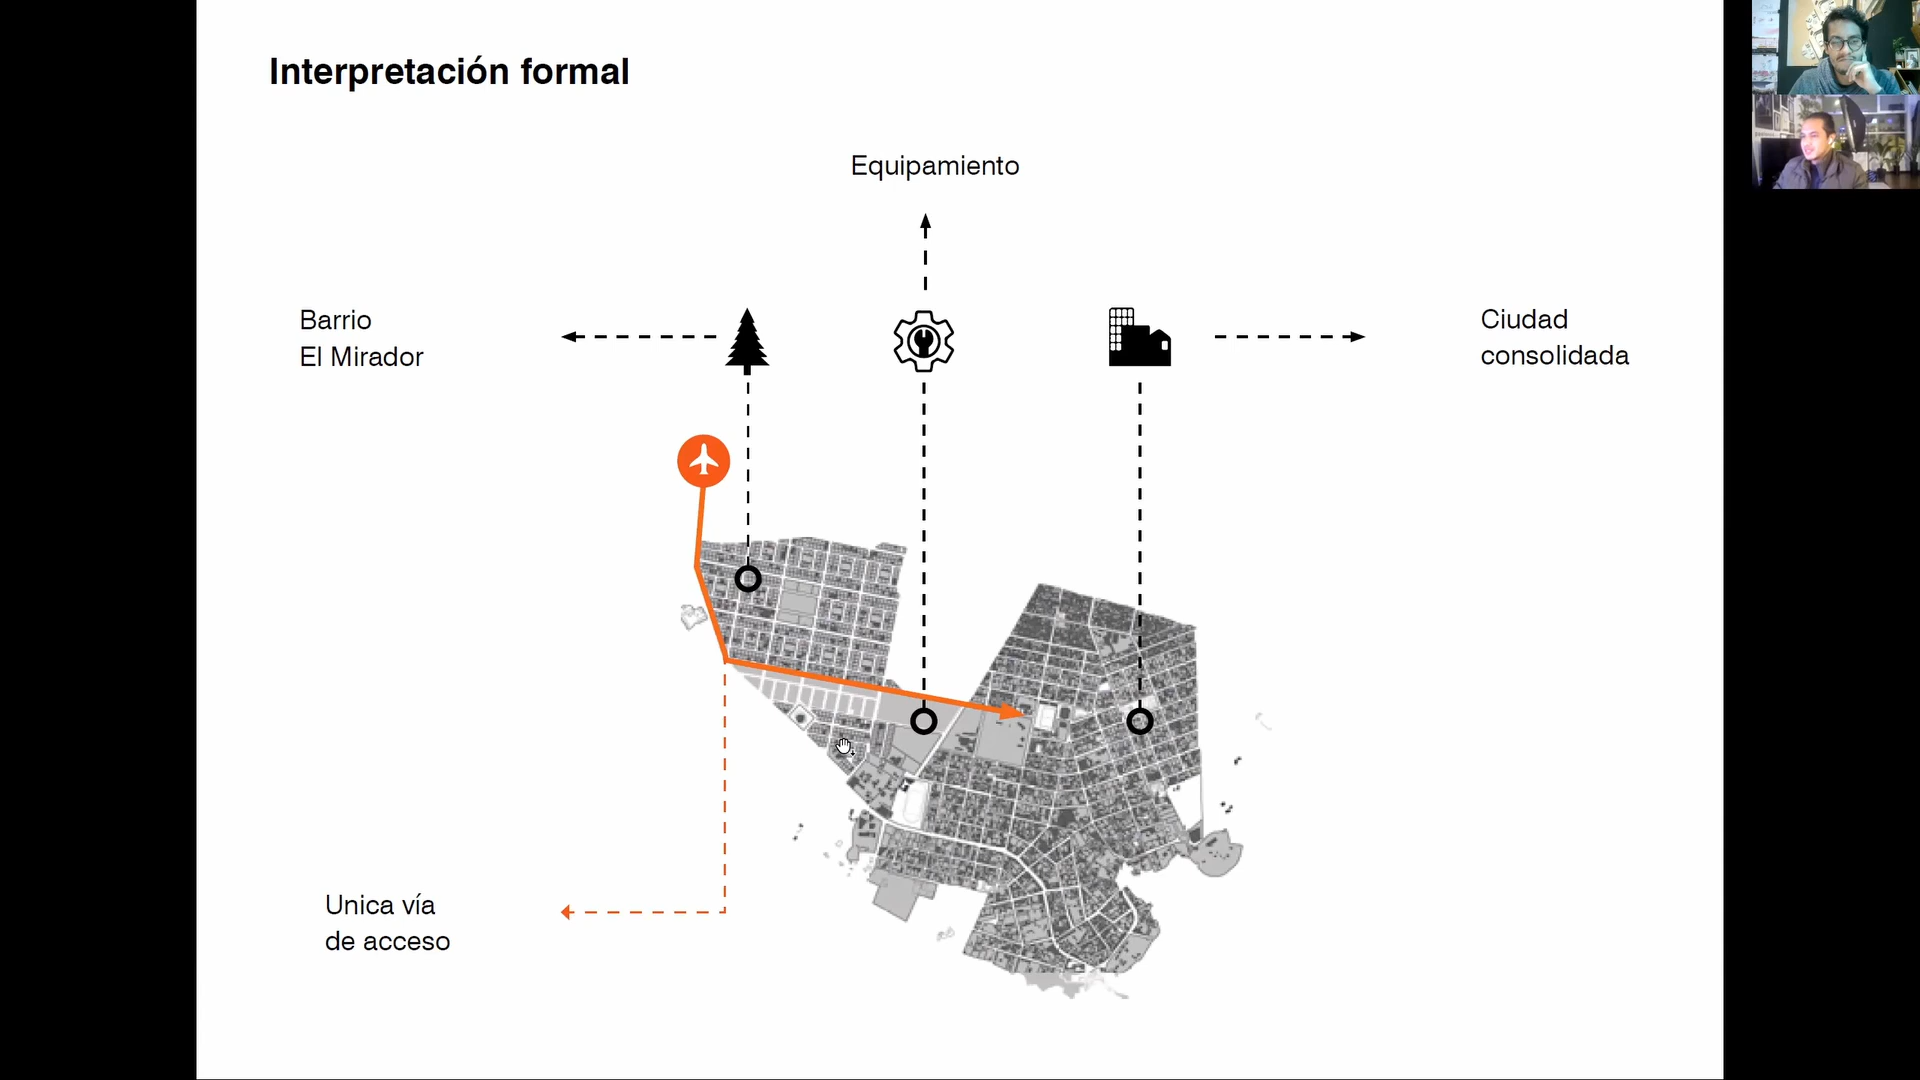 Interpretación formal
Equipamiento
Barrio
El Mirador
Ciudad
consolidada
Unica vía
de acceso